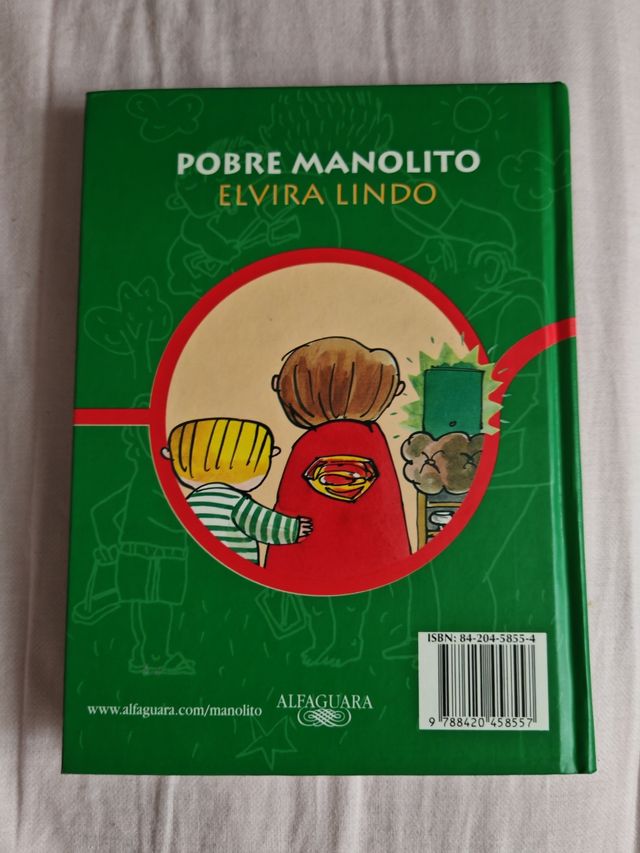 POBRE MANOLITO
ELVIRA LINDO
ISBN: 84-204-5855-4
9 788420 458557
www.alfaguara.com/manolito
ALFAGUARA